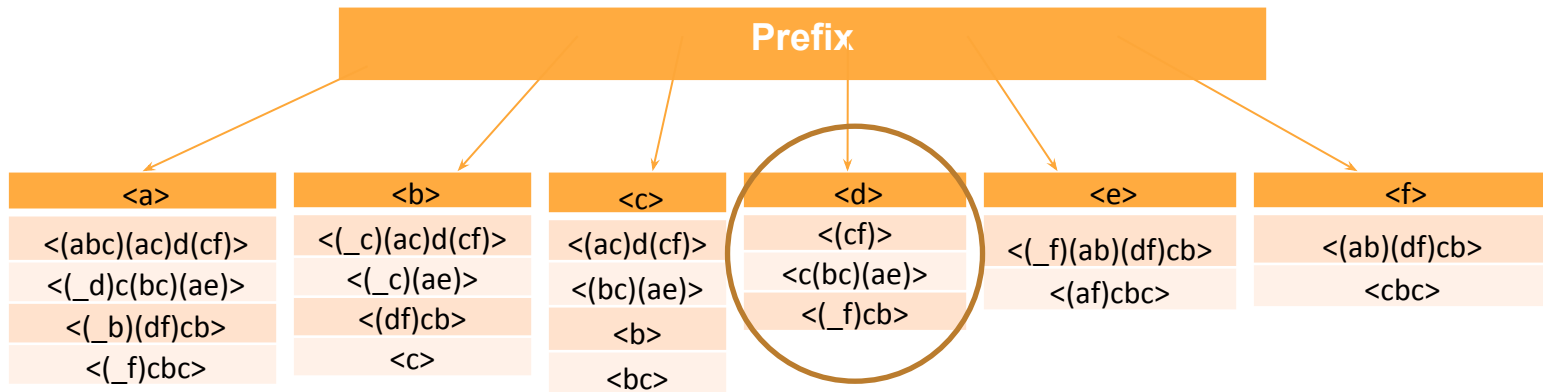 Prefix
<a>
<(abc)(ac)d(cf)>
<(_d)c(bc)(ae)>
<(_b)(df)cb>
<(_f)cbc>
<b>
<(_c)(ac)d(cf)>
<(_c)(ae)>
<(df)cb>
<c>
<c>
<(ac)d(cf)>
<(bc)(ae)>
<b>
<bc>
<d>
<(cf)>
<c(bc)(ae)>
<(_f)cb>
<e>
<(_f)(ab)(df)cb>
<(af)cbc>
<f>
<(ab)(df)cb>
<cbc>